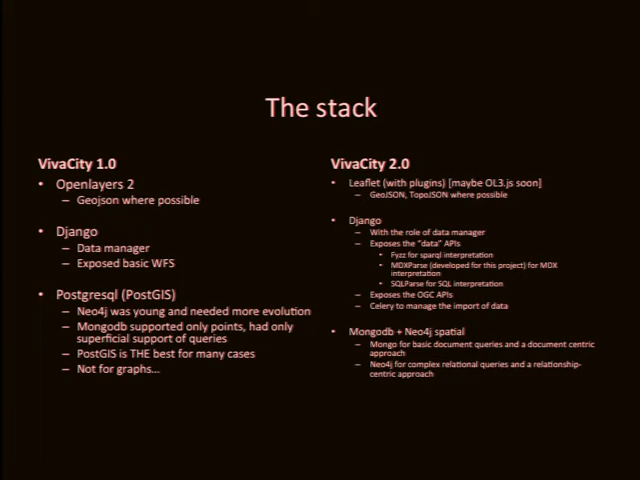 The stack
VivaCity 1.0
• Openlayers 2
– Geojson where possible
• Django
– Data manager
– Exposed basic WFS
• Postgresql (PostGIS)
– Neo4j was young and needed more evolution
– Mongodb supported only points, had only
superficial support of queries
– PostGIS is THE best for many cases
– Not for graphs...
VivaCity 2.0
• Leaflet (with plugins) [maybe OL3.js soon]
– GeoJSON, TopoJSON where possible
• Django
– With the role of data manager
– Exposes the "data" APIs
• Fyzz for sparql interpretation
• MDXParse (developed for this project) for MDX
interpretation
• SQLParse for SQL interpretation
– Exposes the OGC APIs
– Celery to manage the import of data
• Mongodb + Neo4j spatial
– Mongo for basic document queries and a document centric
approach
– Neo4j for complex relational queries and a relationship-
centric approach